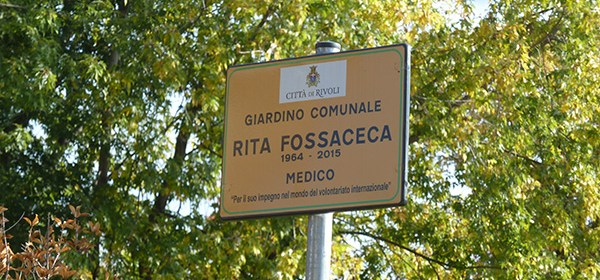 CITTÀ DI RIVOLI
GIARDINO COMUNALE
RITA FOSSACECA
1964 - 2015
MEDICO
"Per il suo impegno nel mondo del volontariato internazionale"